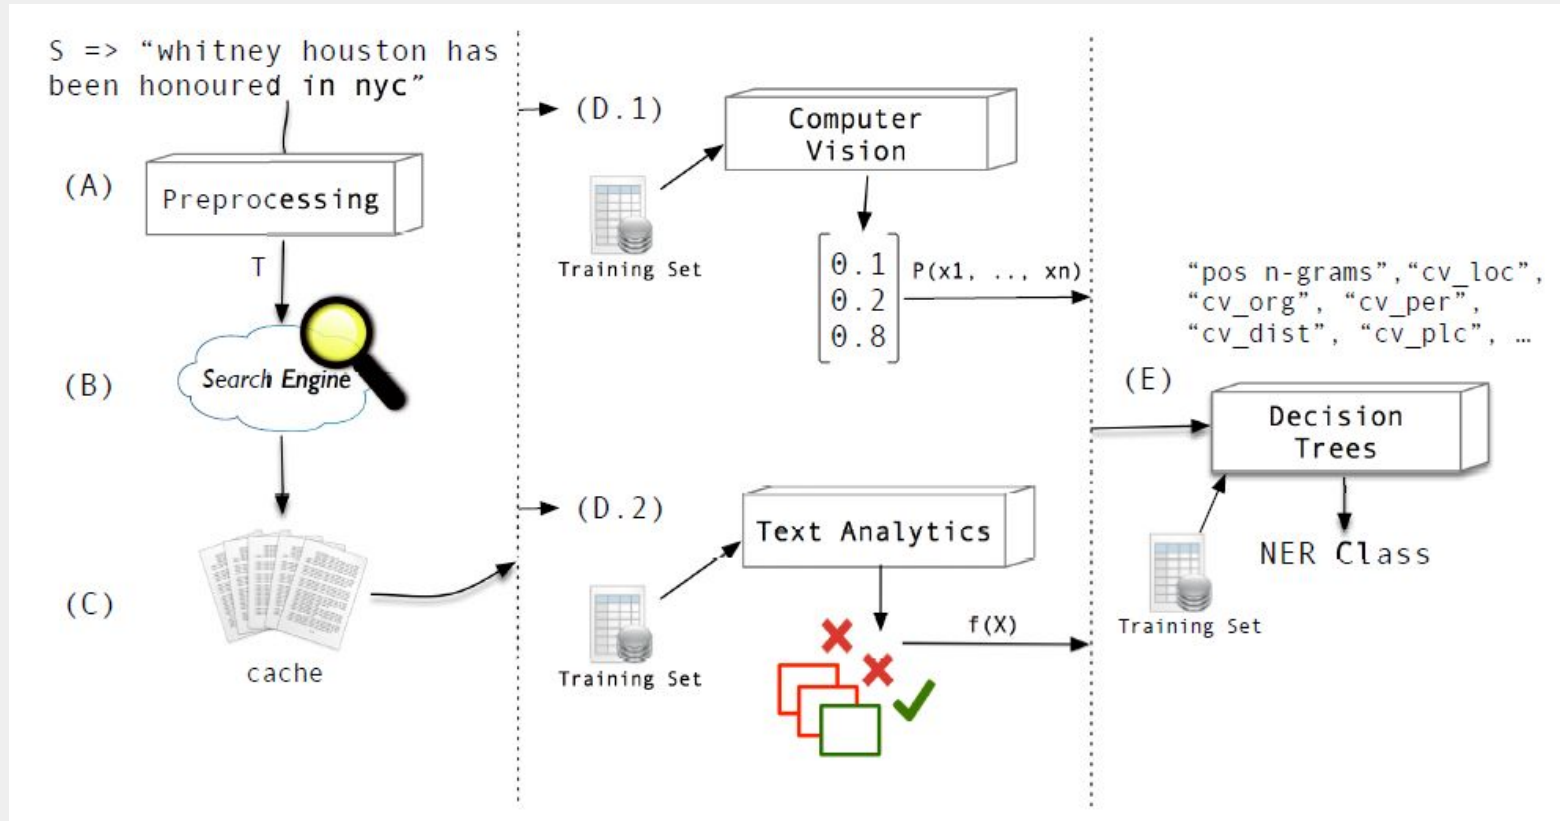 S => “whitney houston has
been honoured in nyc”
(A)
Preprocessing
T
(B)
Search Engine
(C)
cache
(D.1)
Computer
Vision
Training Set
0.1
0.2
0.8
P(x1, .., xn)
(D.2)
Text Analytics
Training Set
f(X)
“pos n-grams”,“cv_loc”,
“cv_org”, “cv_per”,
“cv_dist”, “cv_plc”, …
(E)
Decision
Trees
Training Set
NER Class